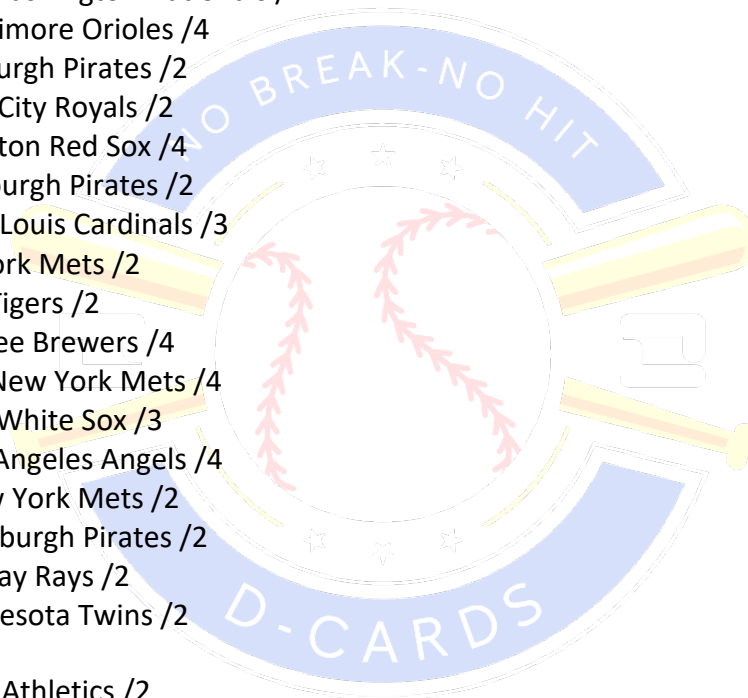 imore Orioles /4
urgh Pirates /2
City Royals /2
ton Red Sox /4
burgh Pirates /2
Louis Cardinals /3
ork Mets /2
Tigers /2
ee Brewers /4
New York Mets /4
White Sox /3
Angeles Angels /4
y York Mets /2
burgh Pirates /2
ay Rays /2
esota Twins /2
Athletics /2
NO BREAK-NO HIT
D-CARDS